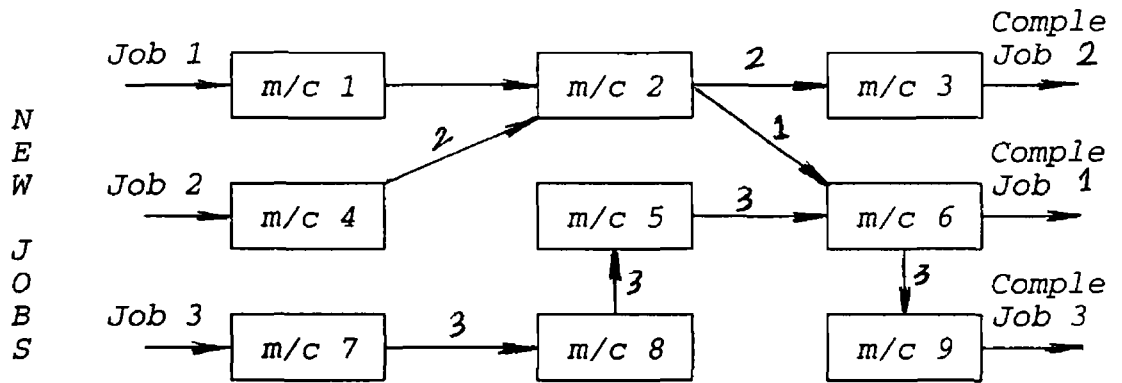 Comple
Job 1 2 Job 2
m/c 1 m/c 2 m/c 3
N
E 2 1 Comple
W Job 2 3 Job 1
m/c 4 m/c 5 m/c 6
J
O 3 3 Comple
B Job 3 3 Job 3
S m/c 7 m/c 8 m/c 9